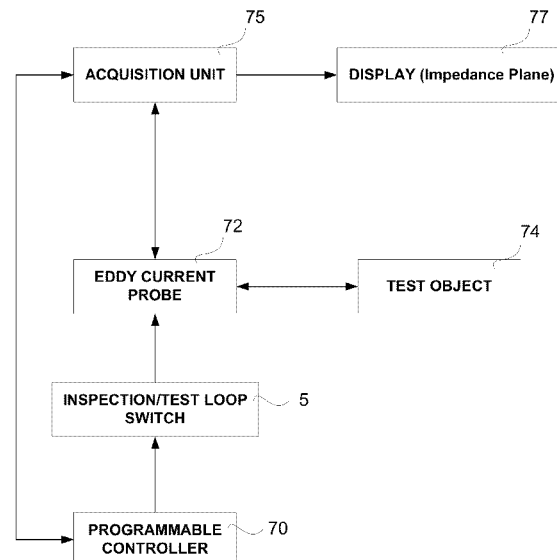 75
77
ACQUISITION UNIT
DISPLAY (Impedance Plane)
72
74
EDDY CURRENT
PROBE
TEST OBJECT
INSPECTION/TEST LOOP
SWITCH
5
PROGRAMMABLE
CONTROLLER
70